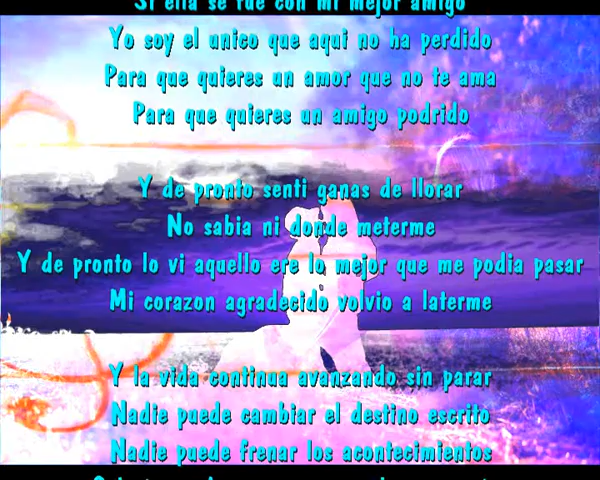 Si ella se fue con mi mejor amigo
Yo soy el unico que aqui no ha perdido
Para que quieres un amor que no te ama
Para que quieres un amigo podrido
Y de pronto senti ganas de llorar
No sabia ni donde meterme
Y de pronto lo vi aquello ere lo mejor que me podia pasar
Mi corazon agradecido volvio a laterme
Y la vida continua avanzando sin parar
Nadie puede cambiar el destino escrito
Nadie puede frenar los acontecimientos